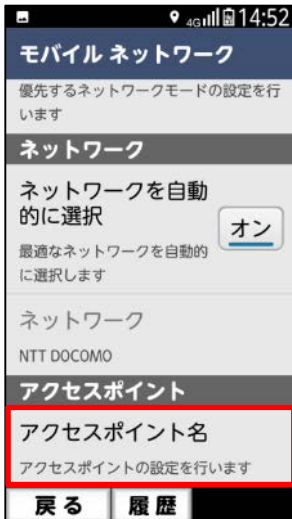 4G 14:52
モバイル ネットワーク
優先するネットワークモードの設定を行
います
ネットワーク
ネットワークを自動
的に選択
オン
最適なネットワークを自動的
に選択します
ネットワーク
NTT DOCOMO
アクセスポイント
アクセスポイント名
アクセスポイントの設定を行います
戻る 履歴